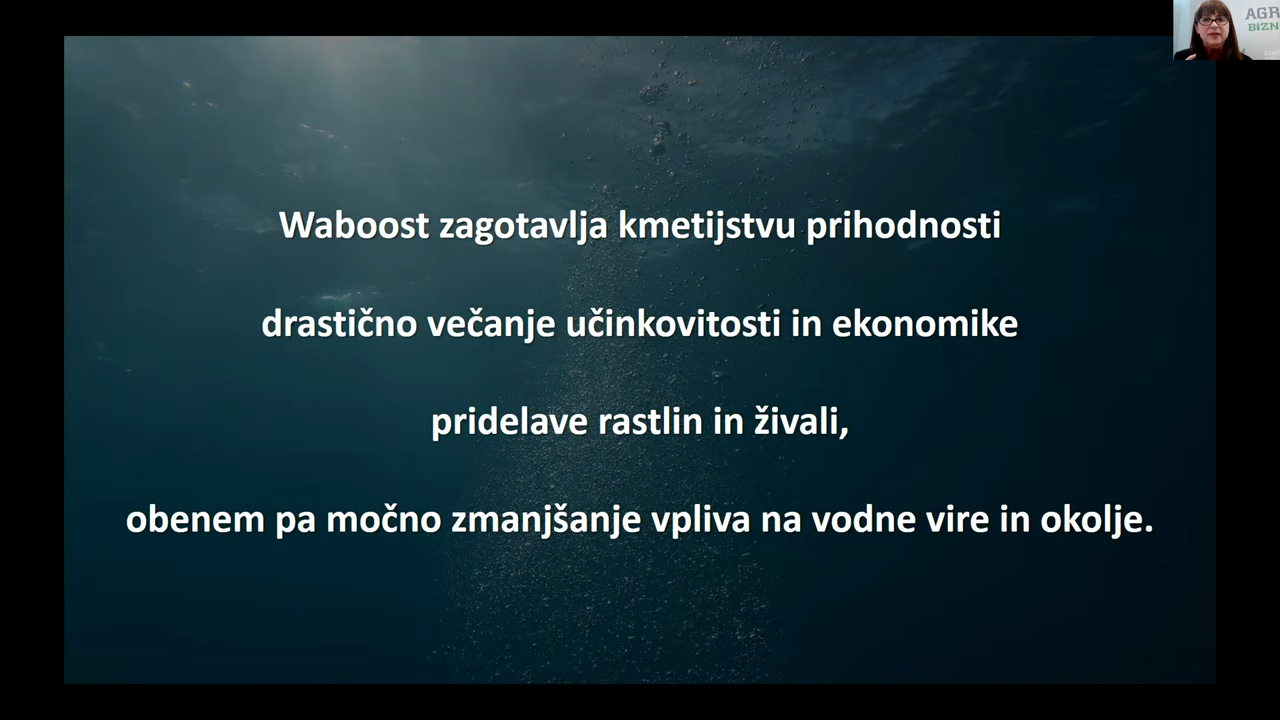 AGR
BIZN
Waboost zagotavlja kmetijstvu prihodnosti
drastično večanje učinkovitosti in ekonomike
pridelave rastlin in živali,
obenem pa močno zmanjšanje vpliva na vodne vire in okolje.